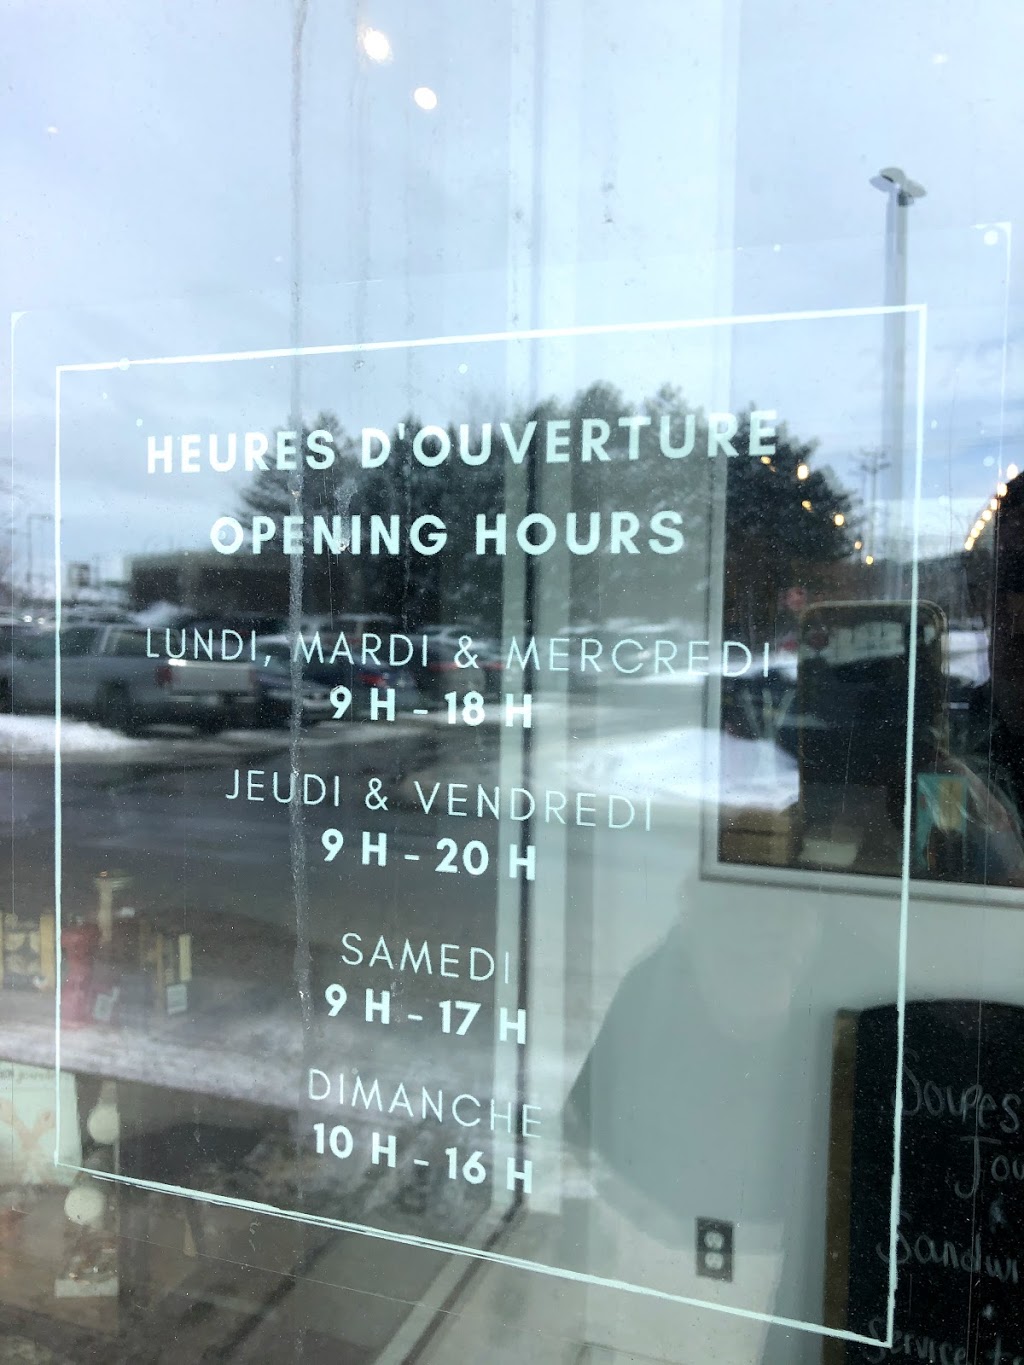 HEURES D'OUVERTURE
OPENING HOURS
LUNDI, MARDI & MERCREDI
9 H - 18 H
JEUDI & VENDREDI
9 H - 20 H
SAMEDI
9 H - 17 H
DIMANCHE
10 H - 16 H
Soupes